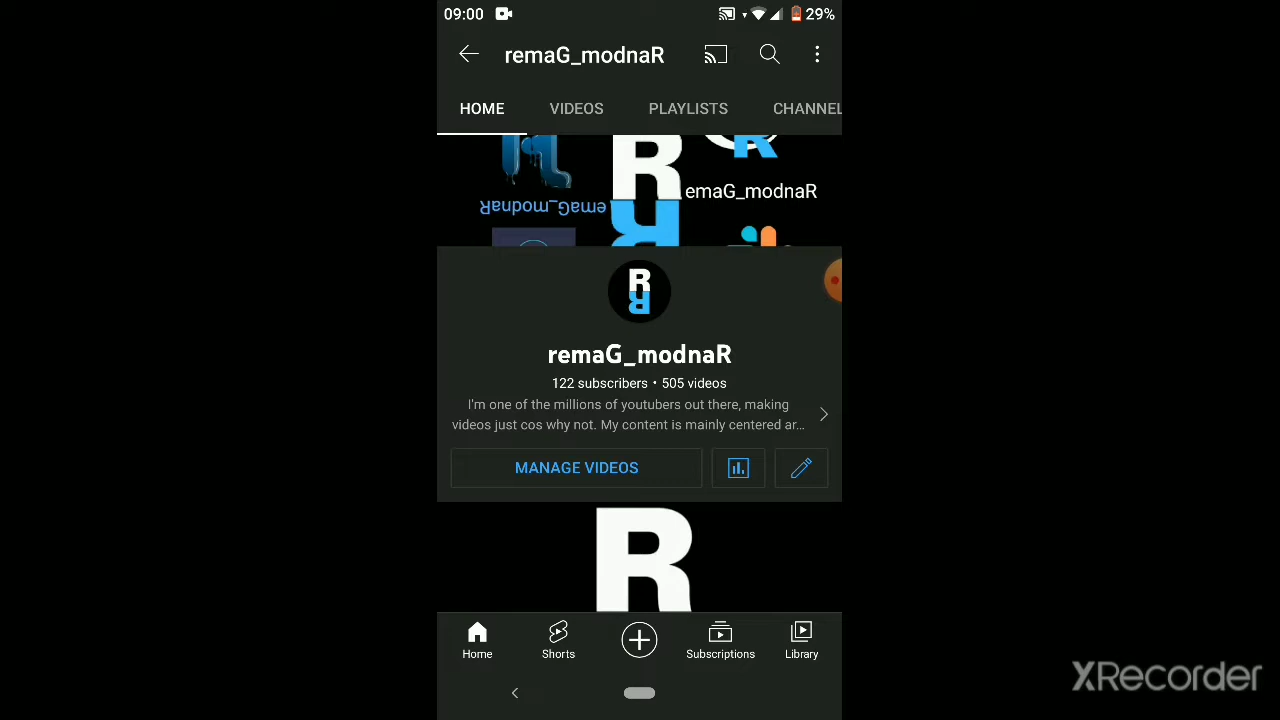 09:00 29%
remaG_modnaR
HOME VIDEOS PLAYLISTS CHANNEL
R R
emaG_modnaR
emaG_modnaR
R
R
R
remaG_modnaR
122 subscribers • 505 videos
I'm one of the millions of youtubers out there, making
videos just cos why not. My content is mainly centered ar...
MANAGE VIDEOS
R
Home Shorts Subscriptions Library
XRecorder